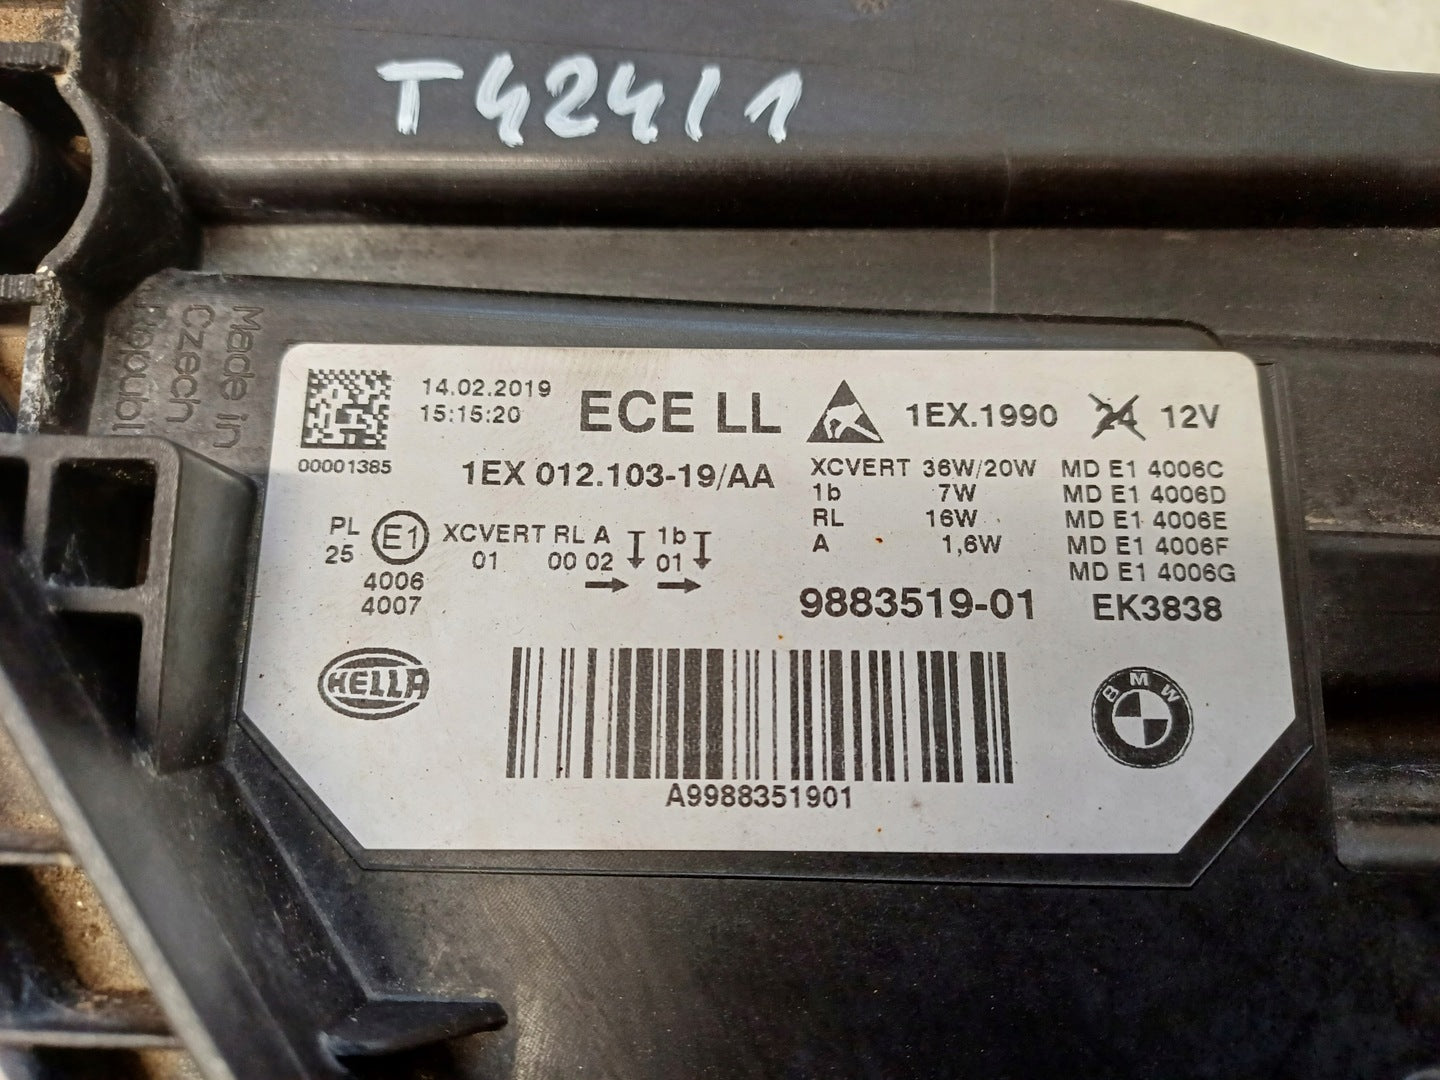 T424/1
Made in
Czech
Republi
14.02.2019
15:15:20
ECE LL
1EX.1990
24
12V
00001385
1EX 012.103-19/AA
XCVERT 36W/20W MD E1 4006C
1b 7W MD E1 4006D
RL 16W MD E1 4006E
A 1,6W MD E1 4006F
MD E1 4006G
PL
25
E1
XCVERT RL A 1b
01 00 02 01
4006
4007
9883519-01
EK3838
HELLA
BMW
A9988351901